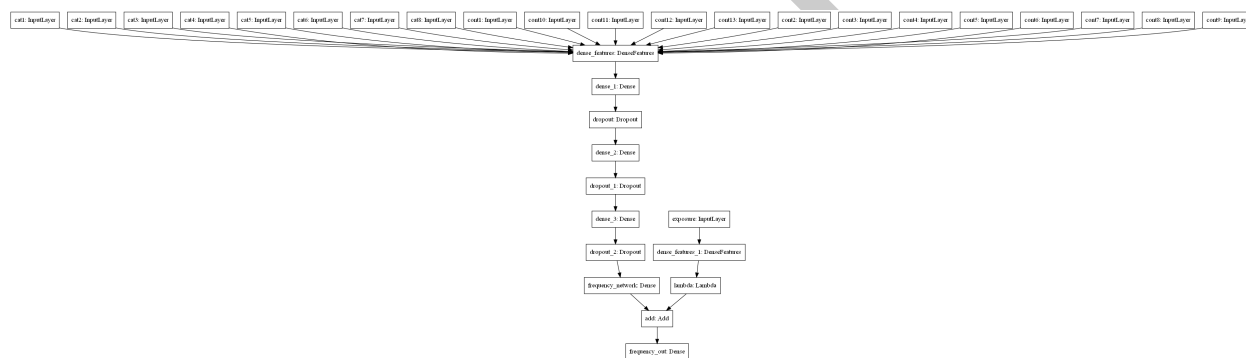 cat1: InputLayer
cat2: InputLayer
cat3: InputLayer
cat4: InputLayer
cat5: InputLayer
cat6: InputLayer
cat7: InputLayer
cat8: InputLayer
cont1: InputLayer
cont10: InputLayer
cont11: InputLayer
cont12: InputLayer
cont13: InputLayer
cont2: InputLayer
cont3: InputLayer
cont4: InputLayer
cont5: InputLayer
cont6: InputLayer
cont7: InputLayer
cont8: InputLayer
cont9: InputLay
dense_features: DenseFeatures
dense_1: Dense
dropout: Dropout
dense_2: Dense
dropout_1: Dropout
dense_3: Dense
exposure: InputLayer
dropout_2: Dropout
dense_features_1: DenseFeatures
frequency_network: Dense
lambda: Lambda
add: Add
frequency_out: Dense